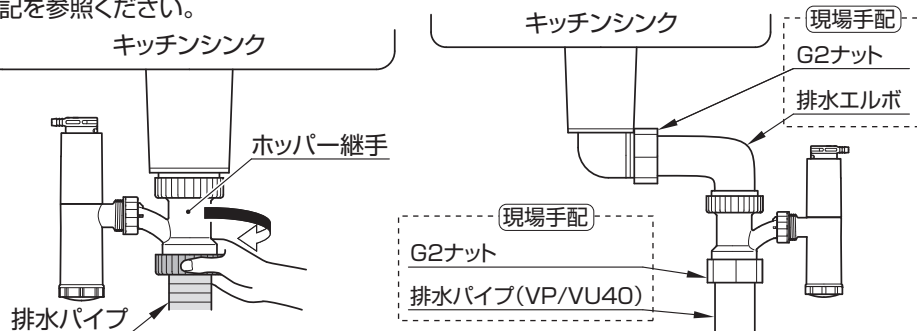 記を参照ください。
キッチンシンク
ホッパー継手
排水パイプ
キッチンシンク
現場手配
G2ナット
排水エルボ
現場手配
G2ナット
排水パイプ(VP/VU40)